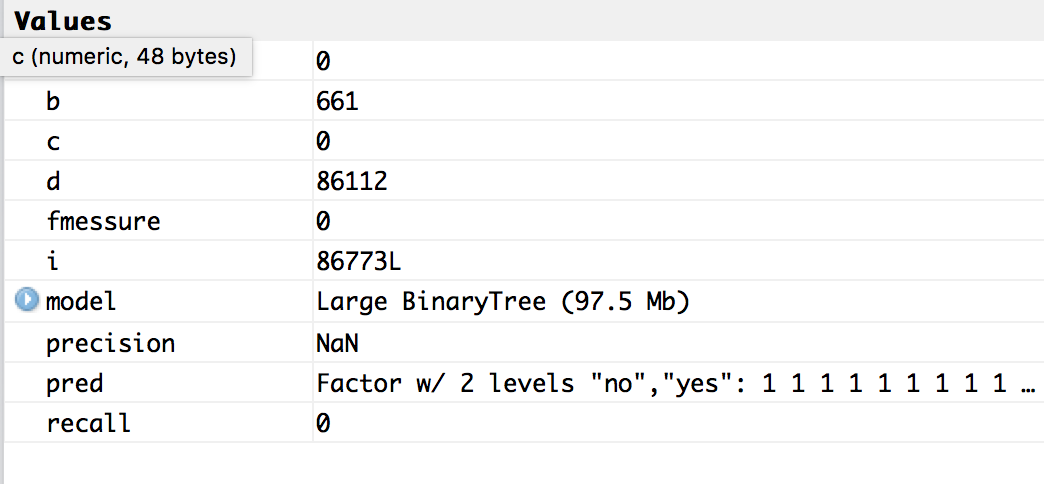 Values
c (numeric, 48 bytes)
0
b 661
c 0
d 86112
fmessure 0
i 86773L
model Large BinaryTree (97.5 Mb)
precision NaN
pred Factor w/ 2 levels "no","yes": 1 1 1 1 1 1 1 1 1 …
recall 0